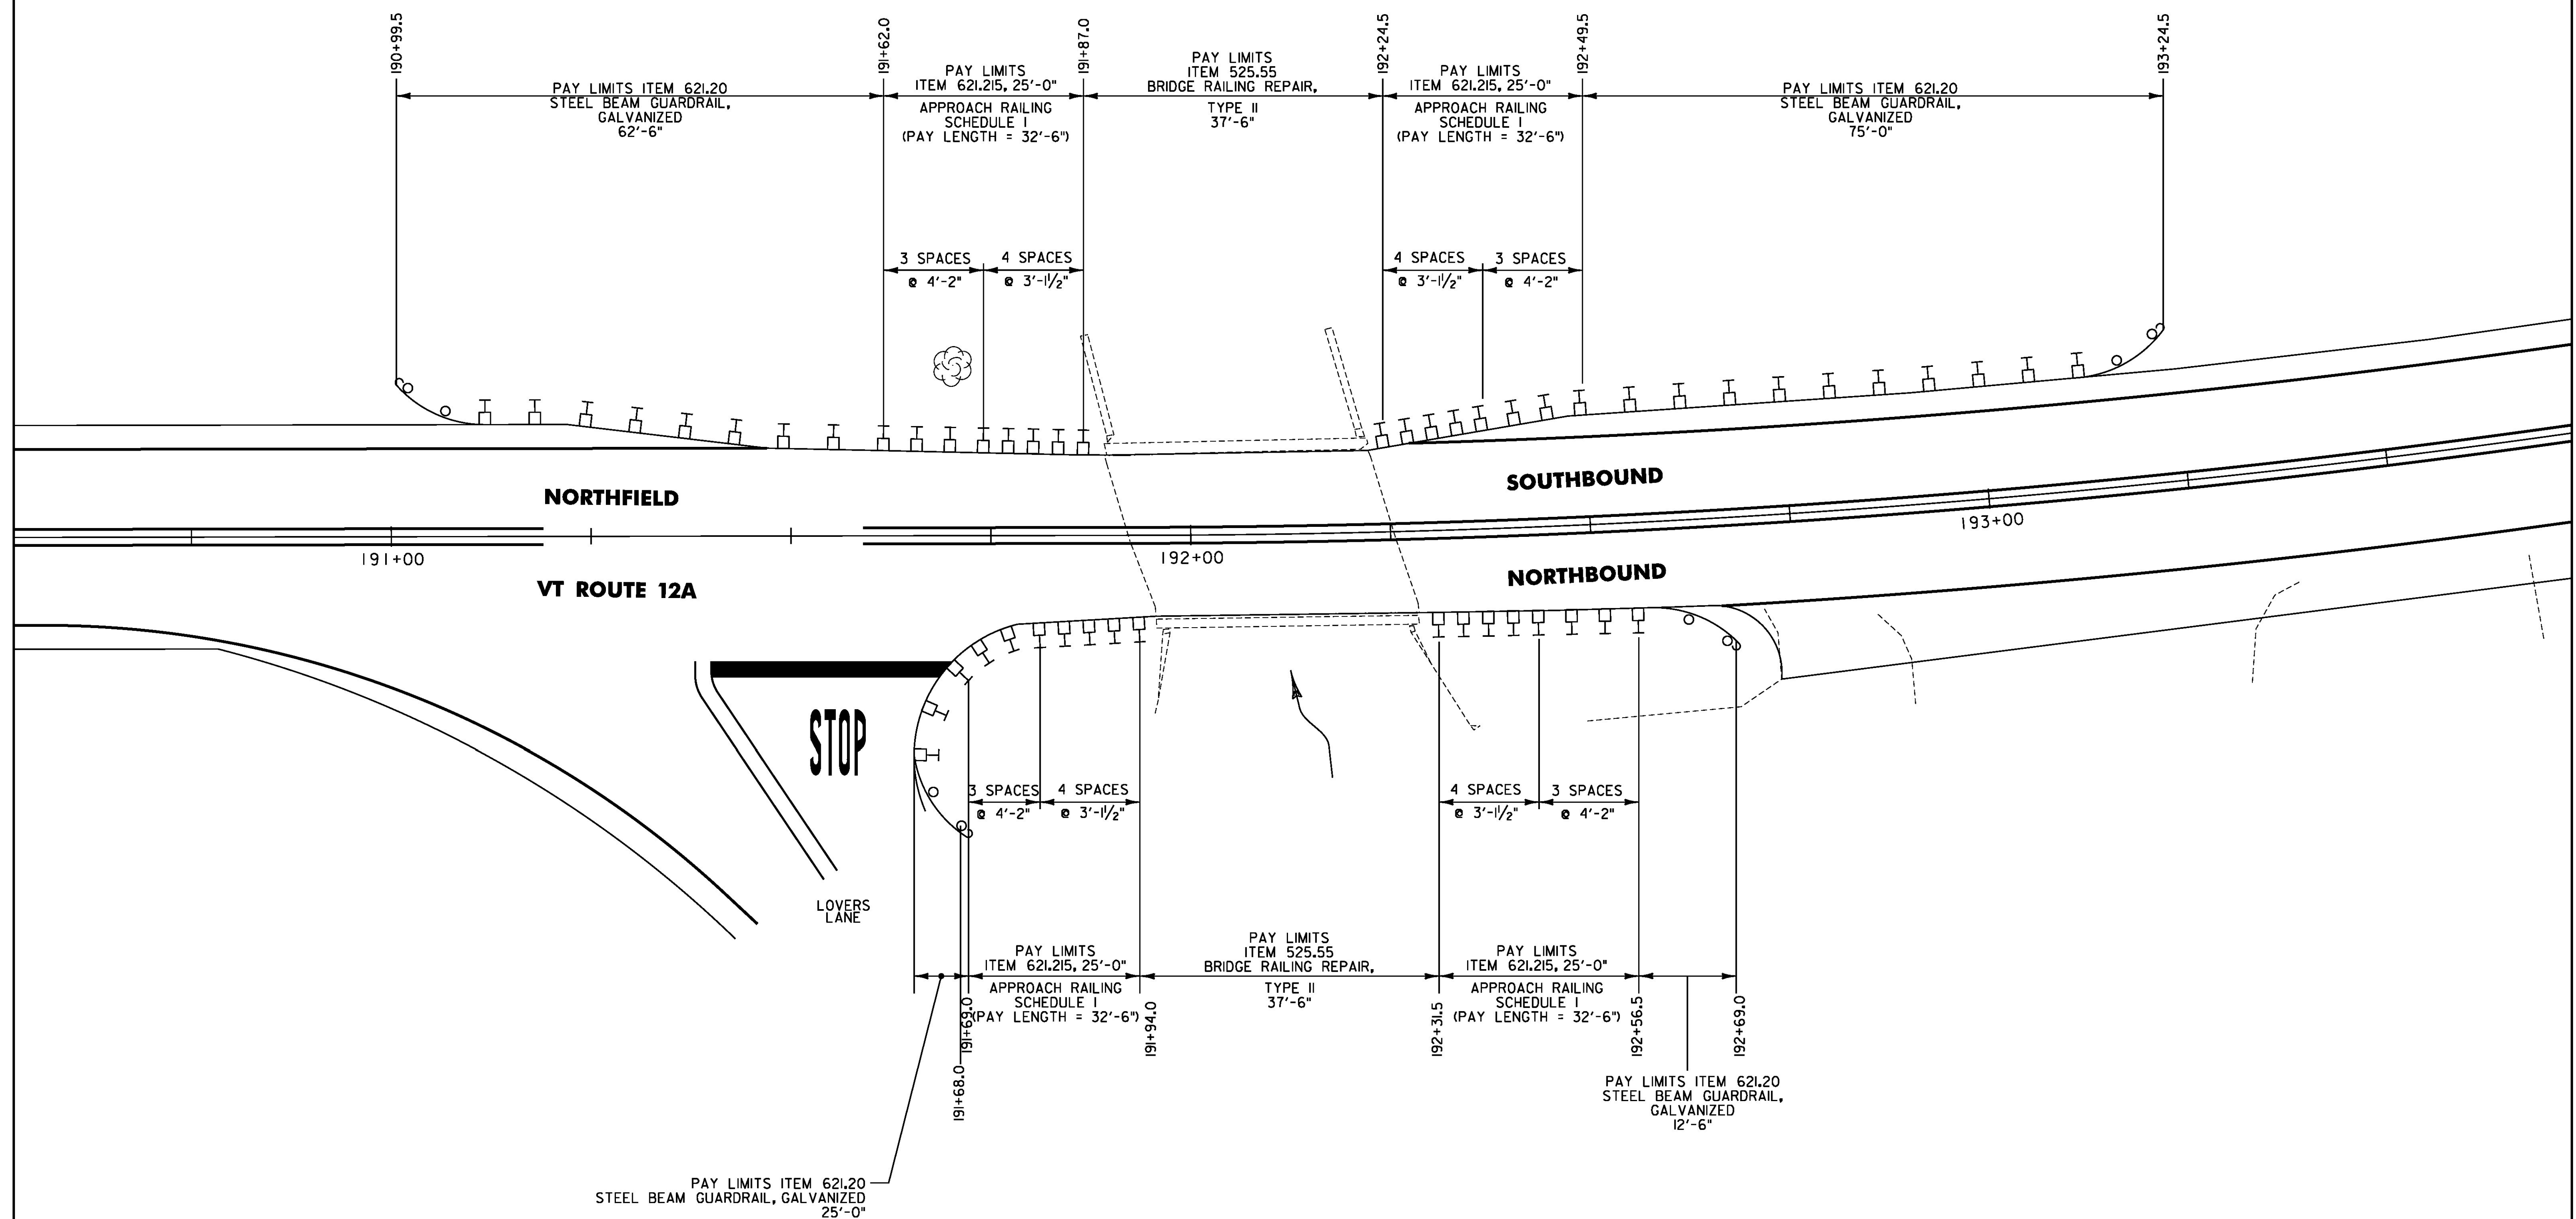 190+99.5
191+62.0
191+87.0
192+24.5
192+49.5
193+24.5
PAY LIMITS ITEM 621.20
STEEL BEAM GUARDRAIL,
GALVANIZED
62'-6"
PAY LIMITS
ITEM 621.215, 25'-0"
APPROACH RAILING
SCHEDULE I
(PAY LENGTH = 32'-6")
PAY LIMITS
ITEM 525.55
BRIDGE RAILING REPAIR,
TYPE II
37'-6"
PAY LIMITS
ITEM 621.215, 25'-0"
APPROACH RAILING
SCHEDULE I
(PAY LENGTH = 32'-6")
PAY LIMITS ITEM 621.20
STEEL BEAM GUARDRAIL,
GALVANIZED
75'-0"
3 SPACES
@ 4'-2"
4 SPACES
@ 3'-1½"
4 SPACES
@ 3'-1½"
3 SPACES
@ 4'-2"
NORTHFIELD
SOUTHBOUND
191+00
192+00
193+00
VT ROUTE 12A
NORTHBOUND
STOP
3 SPACES
@ 4'-2"
4 SPACES
@ 3'-1½"
4 SPACES
@ 3'-1½"
3 SPACES
@ 4'-2"
LOVERS
LANE
PAY LIMITS
ITEM 621.215, 25'-0"
APPROACH RAILING
SCHEDULE I
(PAY LENGTH = 32'-6")
PAY LIMITS
ITEM 525.55
BRIDGE RAILING REPAIR,
TYPE II
37'-6"
PAY LIMITS
ITEM 621.215, 25'-0"
APPROACH RAILING
SCHEDULE I
(PAY LENGTH = 32'-6")
191+68.0
191+69.0
191+94.0
192+31.5
192+56.5
192+69.0
PAY LIMITS ITEM 621.20
STEEL BEAM GUARDRAIL,
GALVANIZED
12'-6"
PAY LIMITS ITEM 621.20
STEEL BEAM GUARDRAIL, GALVANIZED
25'-0"